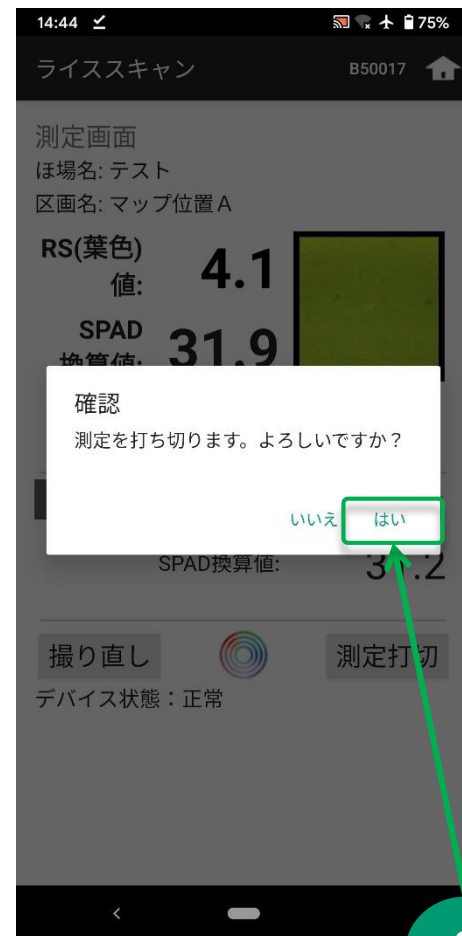 14:44 75%
ライススキャン B50017
測定画面
ほ場名: テスト
区画名: マップ位置A
RS(葉色)
値: 4.1
SPAD
換算値: 31.9
確認
測定を打ち切ります。よろしいですか？
いいえ はい
SPAD換算値:
撮り直し 測定打切
デバイス状態：正常